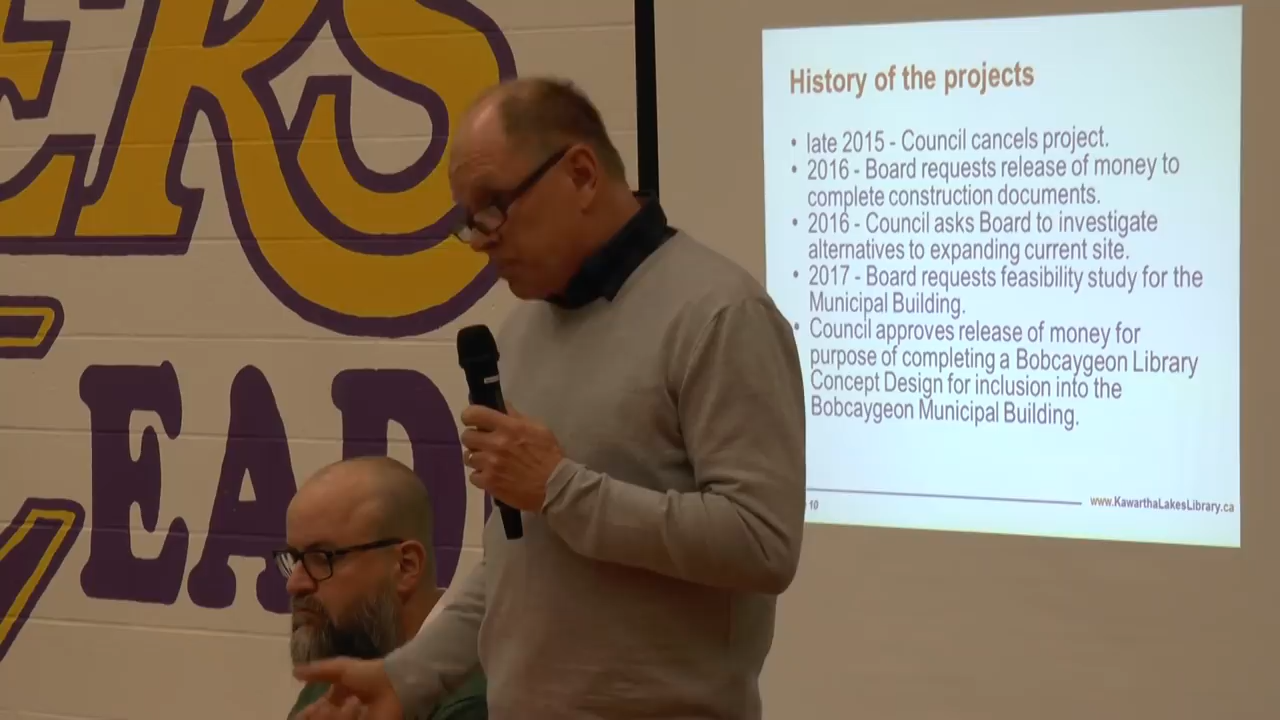 ERS
EAD
History of the projects
• late 2015 - Council cancels project.
• 2016 - Board requests release of money to
complete construction documents.
• 2016 - Council asks Board to investigate
alternatives to expanding current site.
• 2017 - Board requests feasibility study for the
Municipal Building.
• Council approves release of money for
purpose of completing a Bobcaygeon Library
Concept Design for inclusion into the
Bobcaygeon Municipal Building.
10
www.KawarthaLakesLibrary.ca